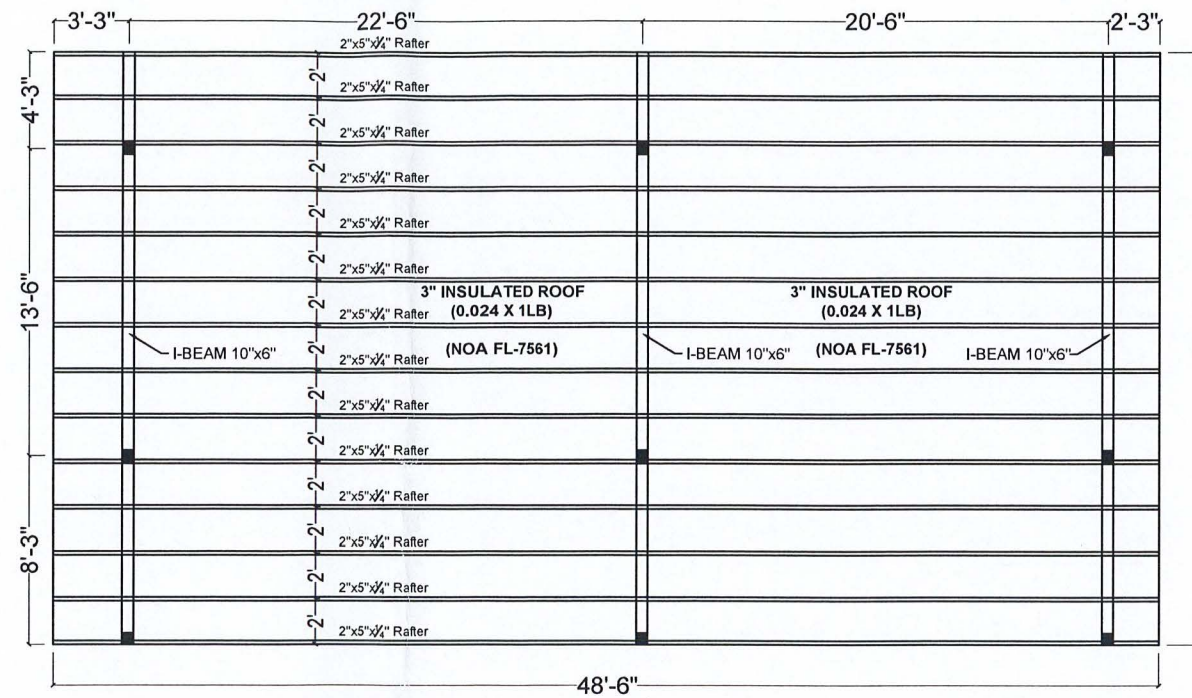 3'-3" 22'-6" 20'-6" 2'-3"
2"x5"x¼" Rafter
2'
2"x5"x¼" Rafter
4'-3"
2'
2"x5"x¼" Rafter
2'
2"x5"x¼" Rafter
2'
2"x5"x¼" Rafter
2'
2"x5"x¼" Rafter
13'-6"
3" INSULATED ROOF 3" INSULATED ROOF
2'
(0.024 X 1LB) (0.024 X 1LB)
2"x5"x¼" Rafter
2'
I-BEAM 10"x6" (NOA FL-7561) I-BEAM 10"x6" (NOA FL-7561) I-BEAM 10"x6"
2"x5"x¼" Rafter
2'
2"x5"x¼" Rafter
2'
2"x5"x¼" Rafter
2'
2"x5"x¼" Rafter
2'
2"x5"x¼" Rafter
8'-3"
2'
2"x5"x¼" Rafter
2'
2"x5"x¼" Rafter
48'-6"